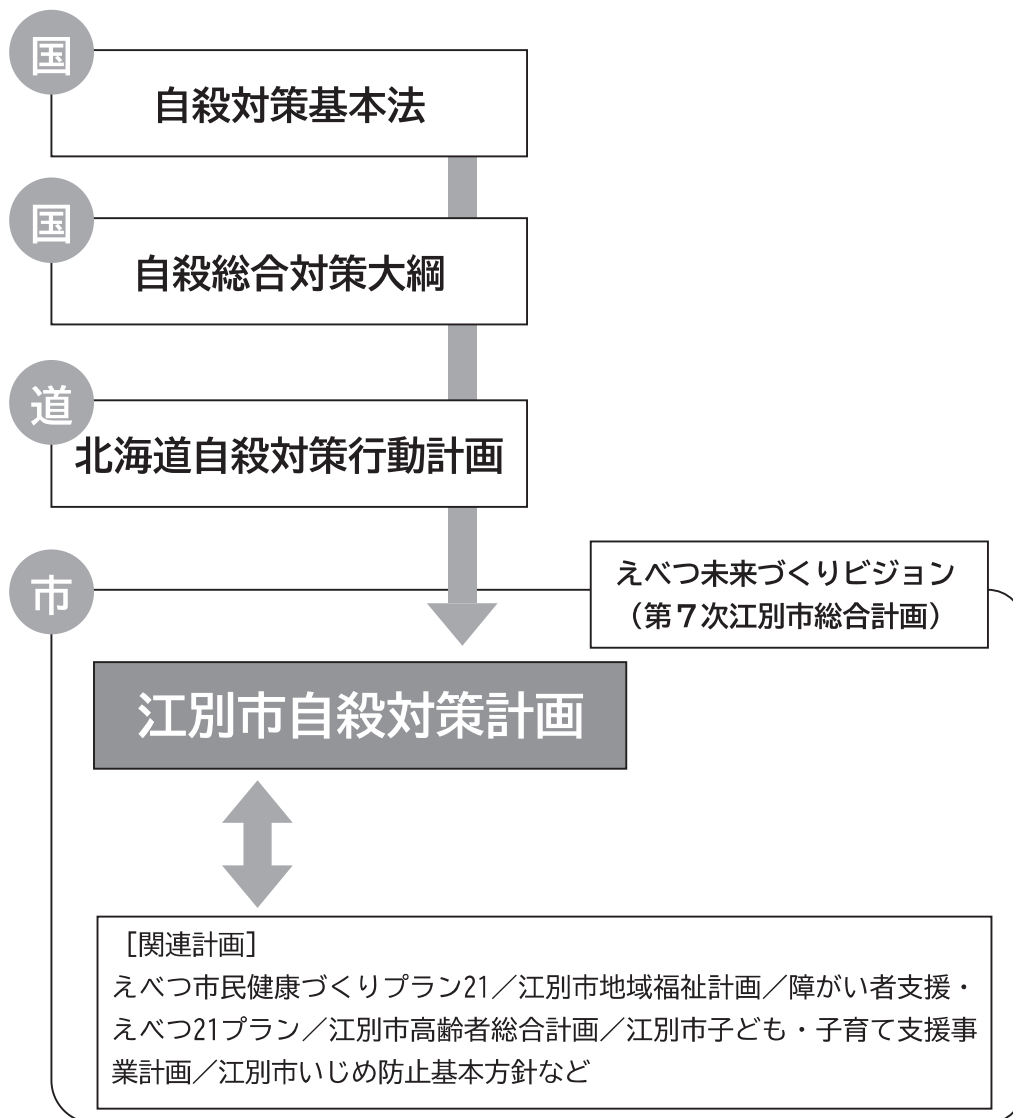 国
自殺対策基本法
国
自殺総合対策大綱
道
北海道自殺対策行動計画
えべつ未来づくりビジョン
（第７次江別市総合計画）
市
江別市自殺対策計画
［関連計画］
えべつ市民健康づくりプラン21／江別市地域福祉計画／障がい者支援・
えべつ21プラン／江別市高齢者総合計画／江別市子ども・子育て支援事
業計画／江別市いじめ防止基本方針など